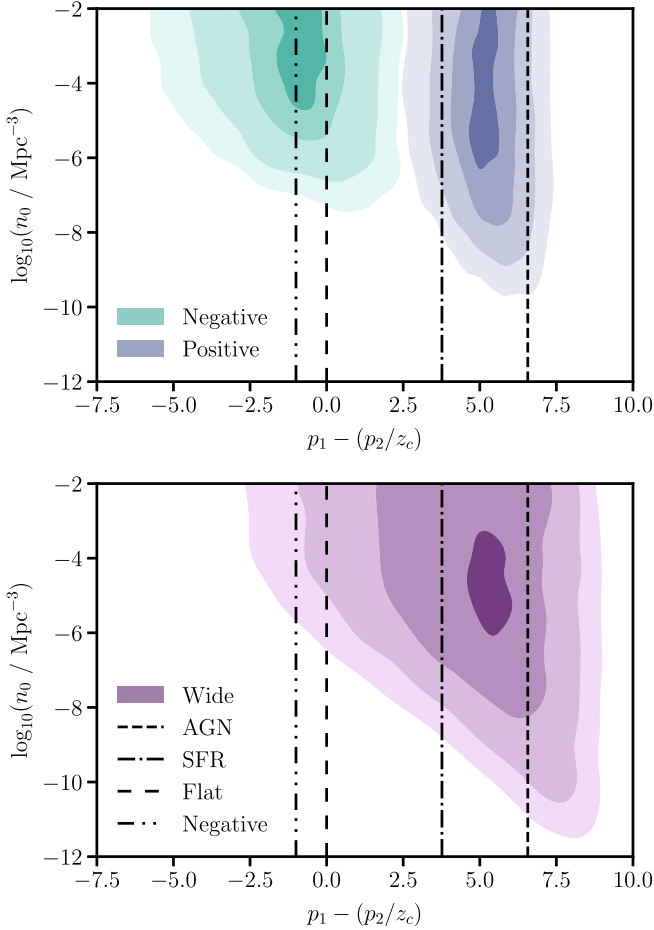 −2
−4
−6
−8
−10
−12
log₁₀(n₀ / Mpc⁻³)
Negative
Positive
−7.5 −5.0 −2.5 0.0 2.5 5.0 7.5 10.0
p₁ − (p₂/z_c)
−2
−4
−6
−8
−10
−12
log₁₀(n₀ / Mpc⁻³)
Wide
AGN
SFR
Flat
Negative
−7.5 −5.0 −2.5 0.0 2.5 5.0 7.5 10.0
p₁ − (p₂/z_c)